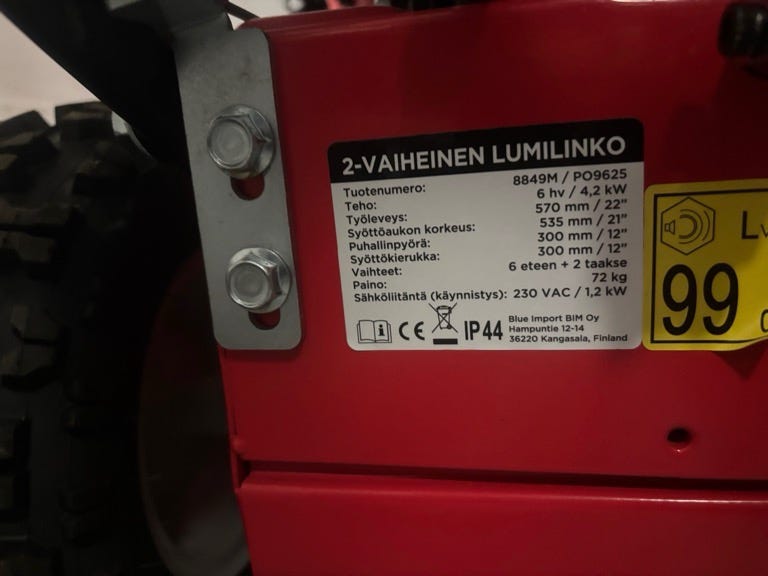 2-VAIHEINEN LUMILINKO
Tuotenumero: 8849M / PO9625
Teho: 6 hv / 4,2 kW
Työleveys: 570 mm / 22"
Syöttöaukon korkeus: 535 mm / 21"
Puhallinpyörä: 300 mm / 12"
Syöttökierukka: 300 mm / 12"
Vaihteet: 6 eteen + 2 taakse
Paino: 72 kg
Sähköliitäntä (käynnistys): 230 VAC / 1,2 kW
CE IP44
Blue Import BIM Oy
Hampuntie 12-14
36220 Kangasala, Finland
99